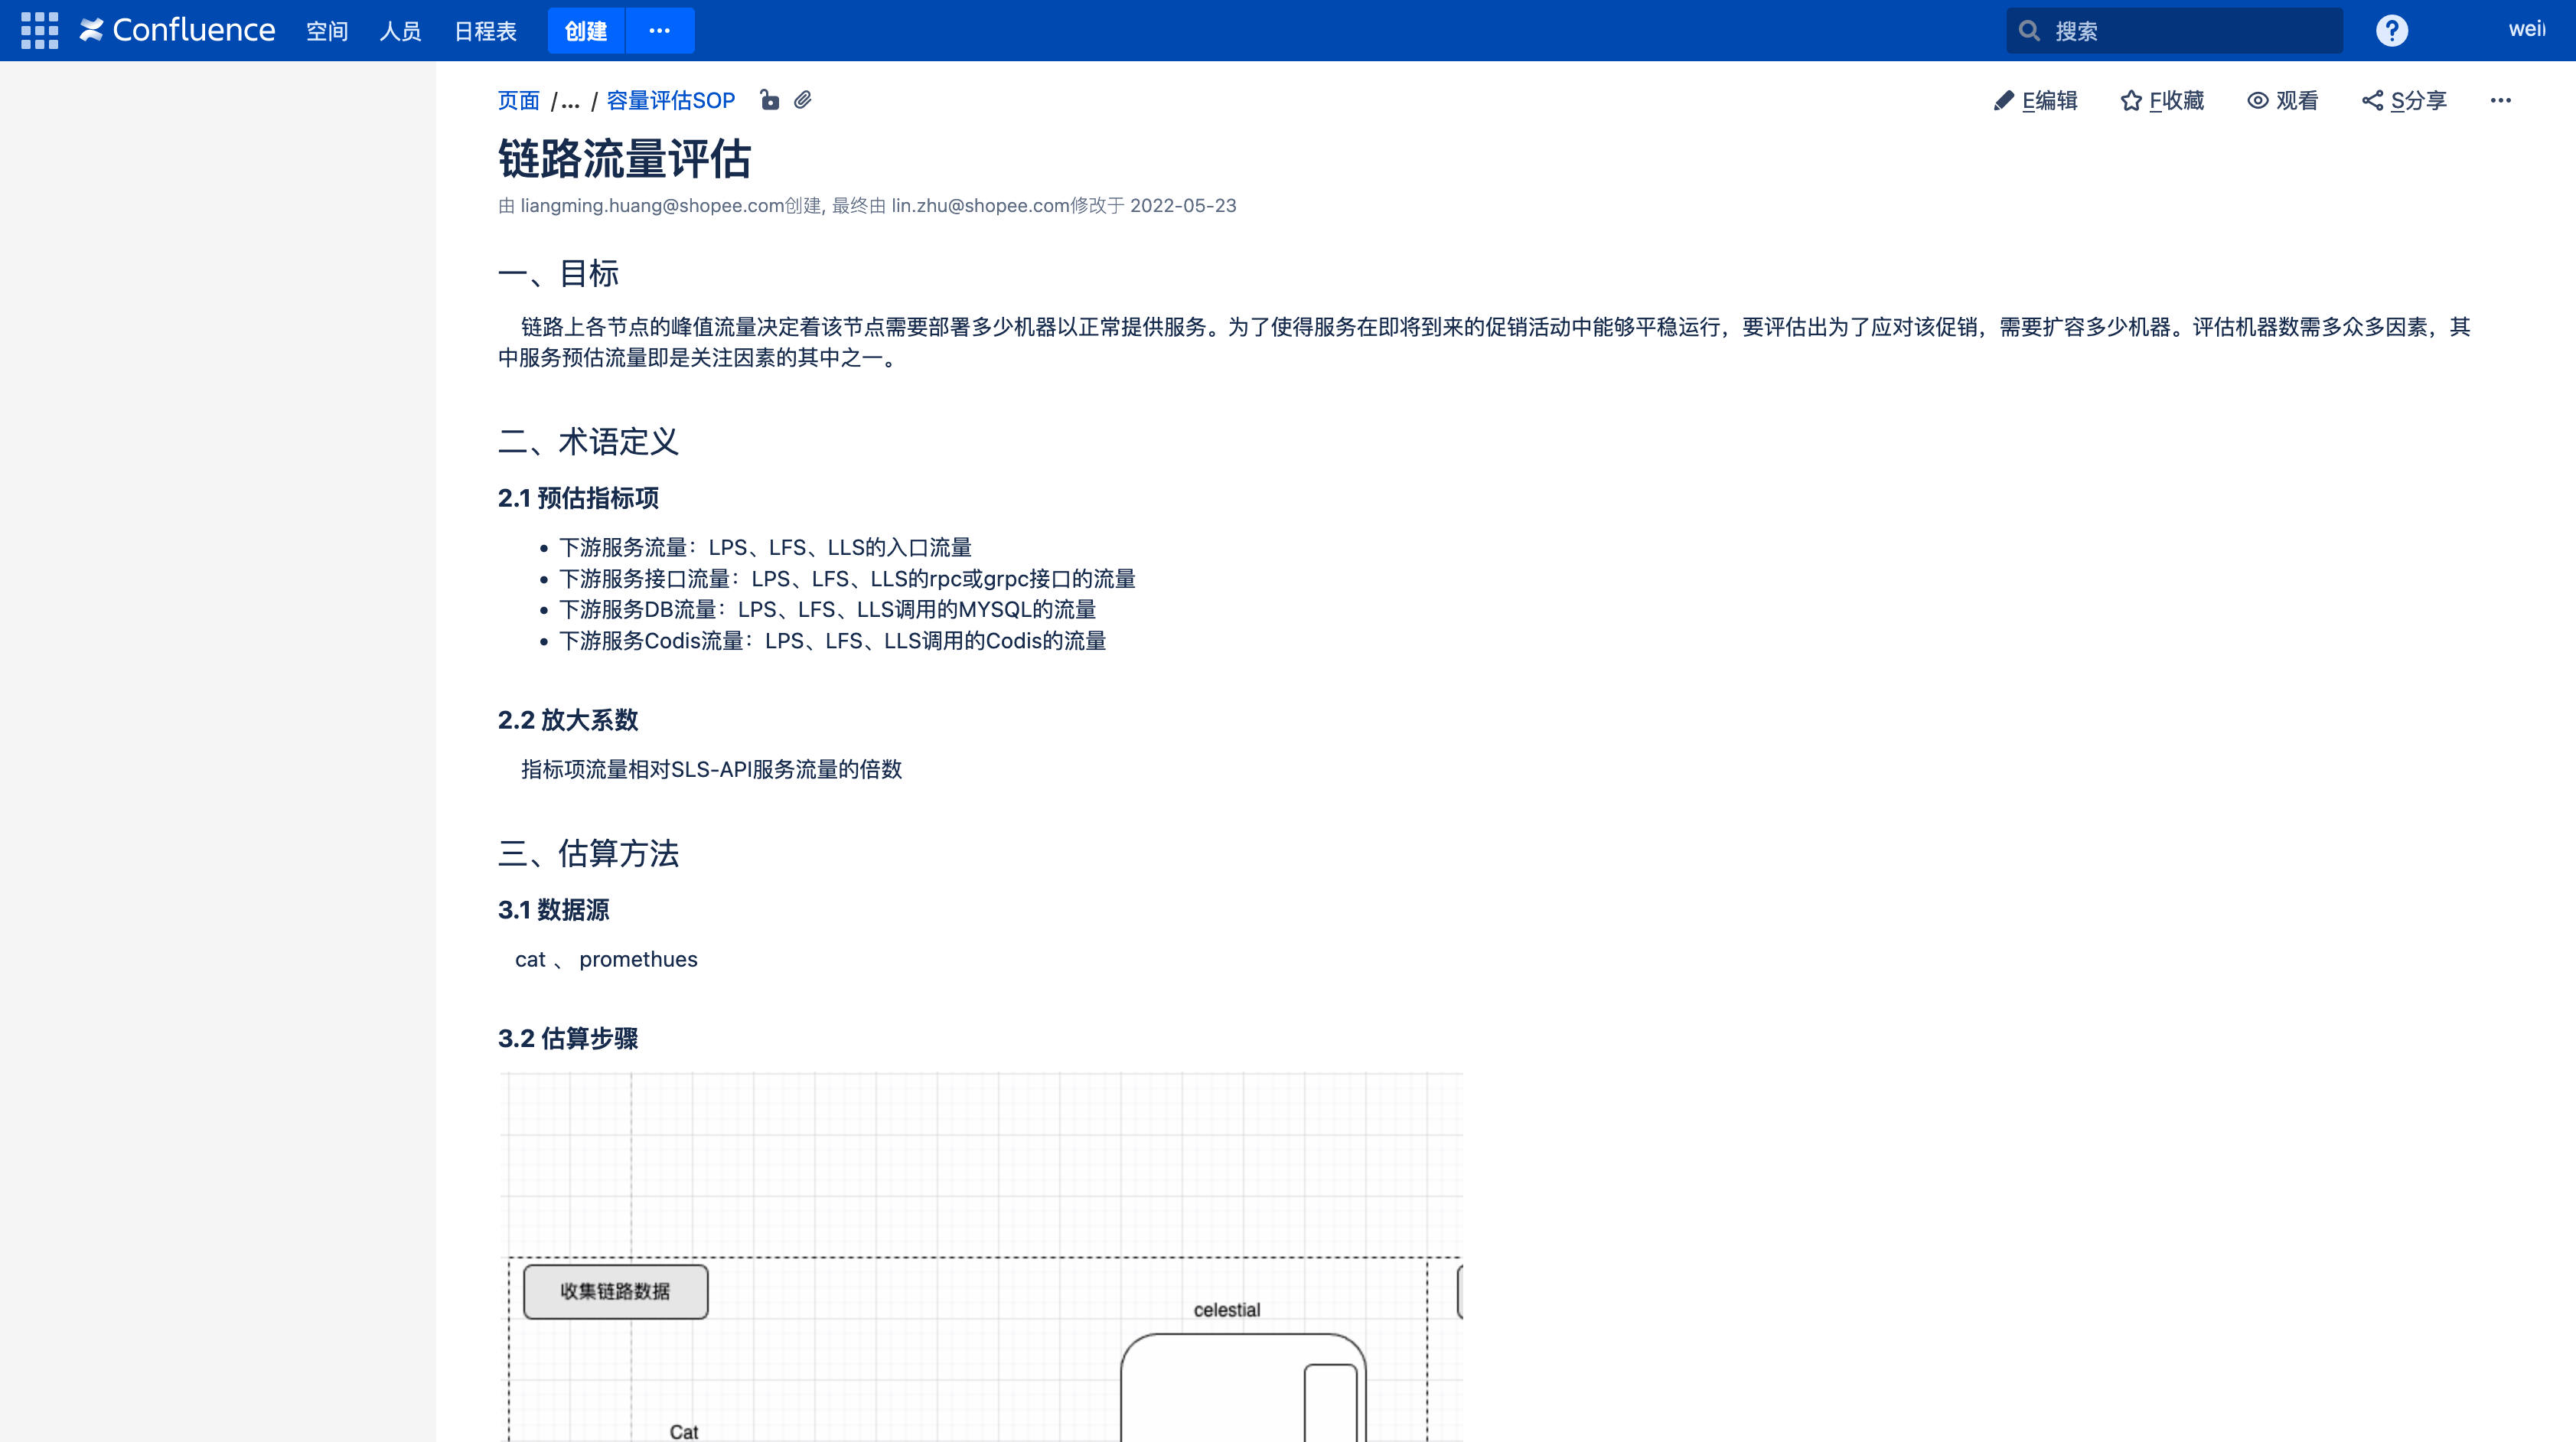 Confluence 空间 人员 日程表 创建 ··· 搜索 ? wei
页面 /... / 容量评估SOP E编辑 F收藏 观看 S分享 ···
链路流量评估
由 liangming.huang@shopee.com创建, 最终由 lin.zhu@shopee.com修改于 2022-05-23
一、目标
链路上各节点的峰值流量决定着该节点需要部署多少机器以正常提供服务。为了使得服务在即将到来的促销活动中能够平稳运行，要评估出为了应对该促销，需要扩容多少机器。评估机器数需多众多因素，其
中服务预估流量即是关注因素的其中之一。
二、术语定义
2.1 预估指标项
• 下游服务流量：LPS、LFS、LLS的入口流量
• 下游服务接口流量：LPS、LFS、LLS的rpc或grpc接口的流量
• 下游服务DB流量：LPS、LFS、LLS调用的MYSQL的流量
• 下游服务Codis流量：LPS、LFS、LLS调用的Codis的流量
2.2 放大系数
指标项流量相对SLS-API服务流量的倍数
三、估算方法
3.1 数据源
cat 、 promethues
3.2 估算步骤
收集链路数据
celestial
Cat